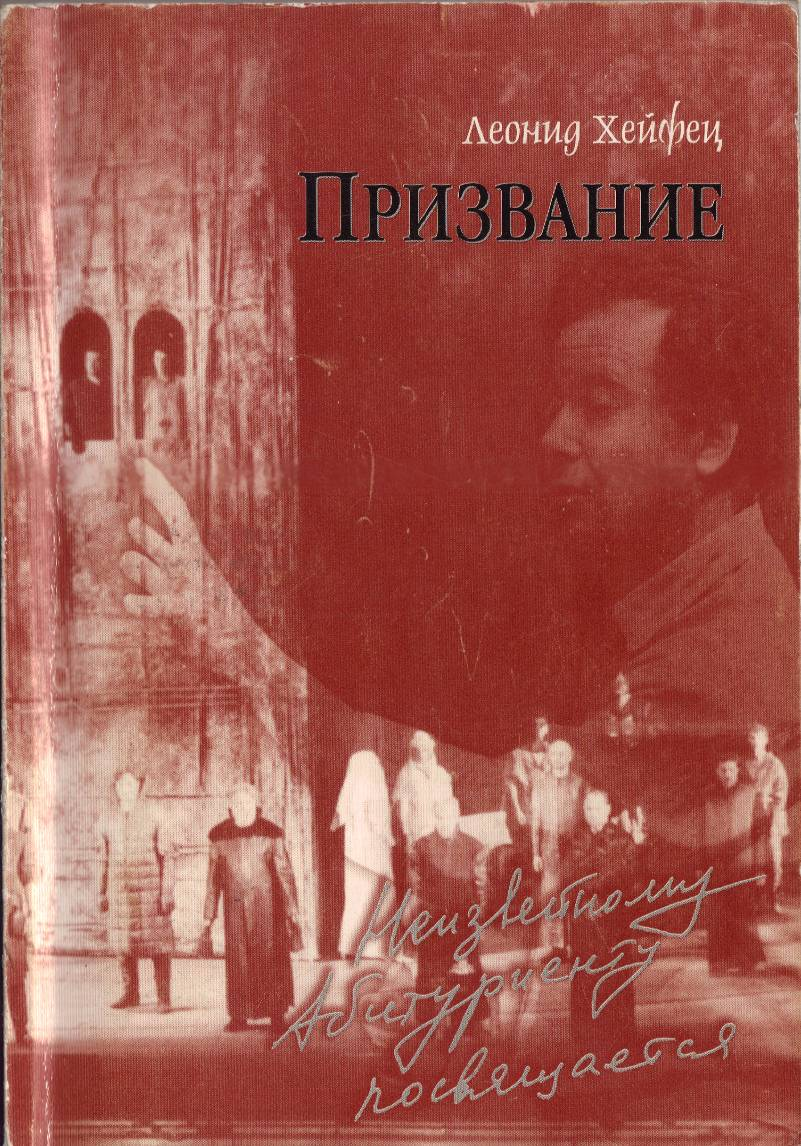 Леонид Хейфец
ПРИЗВАНИЕ
Неизвестному
Абитуриенту
посвящается